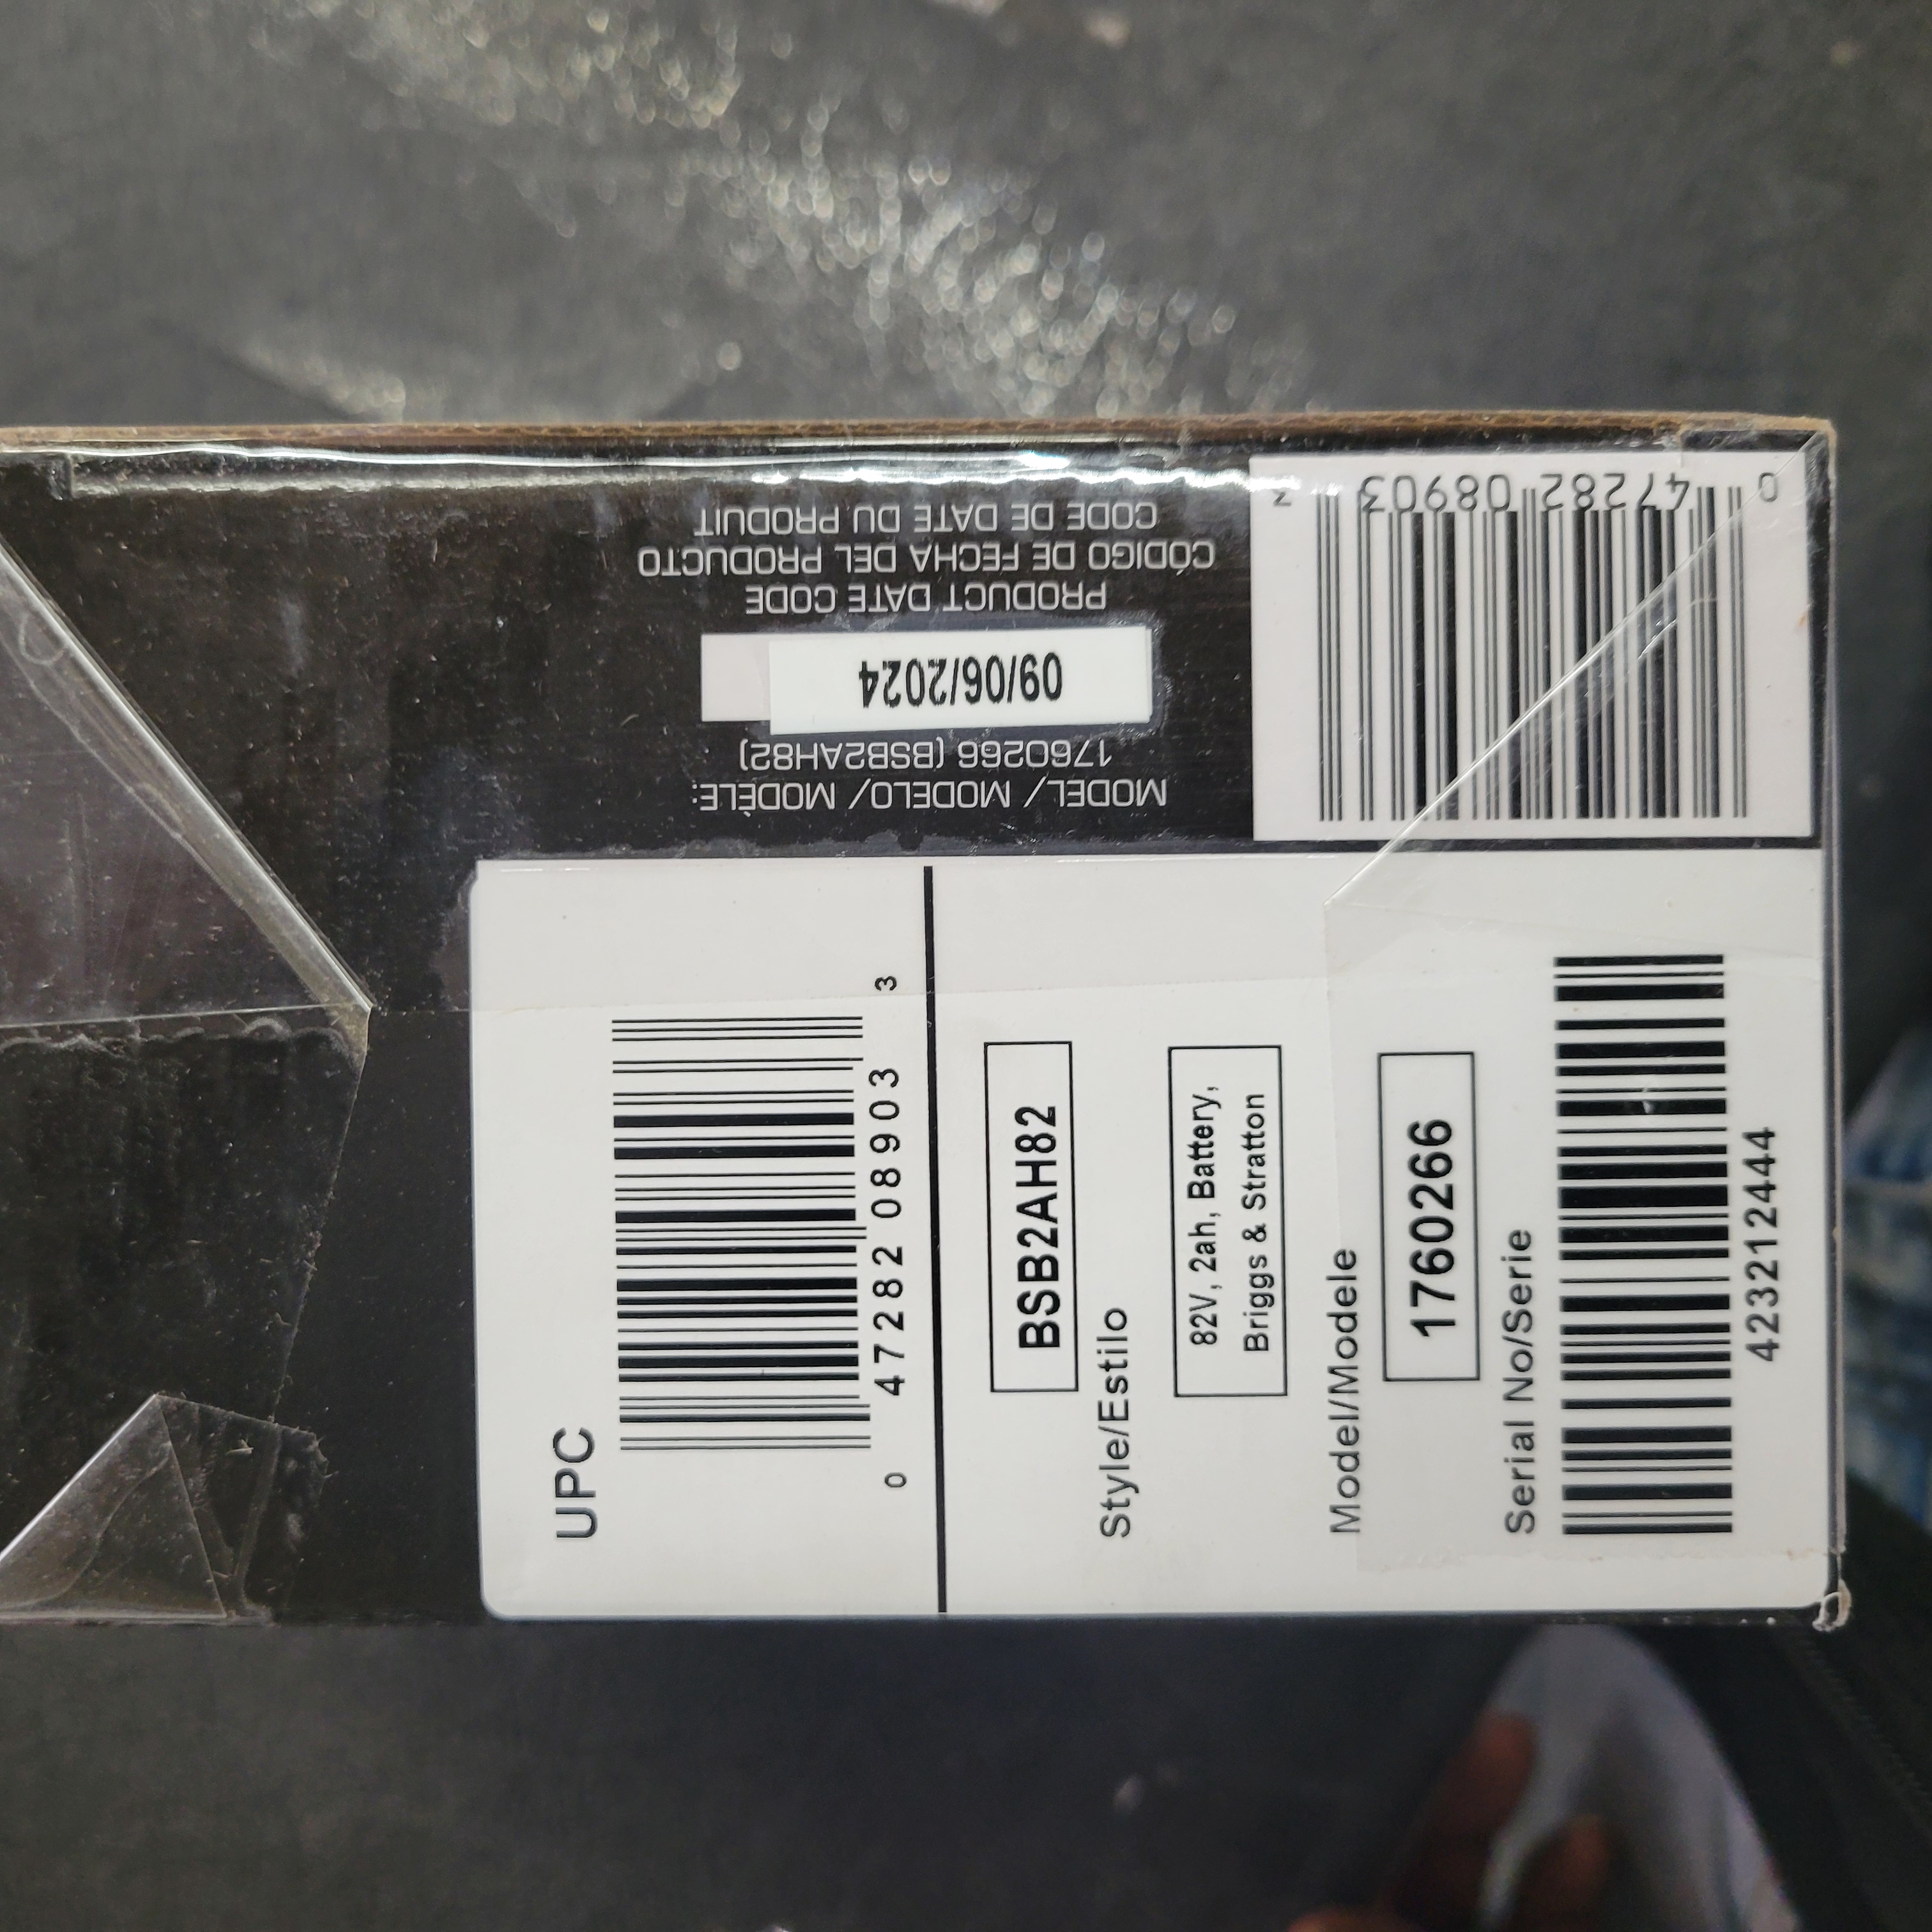 MODEL/ MODELO/ MODÈLE:
1760266 (BSB2AH82)
09/06/2024
PRODUCT DATE CODE
CÓDIGO DE FECHA DEL PRODUCTO
CODE DE DATE DU PRODUIT
0 47282 08903 3
UPC
0 47282 08903 3
BSB2AH82
Style/Estilo
82V, 2ah, Battery,
Briggs & Stratton
Model/Modele
1760266
Serial No/Serie
423212444